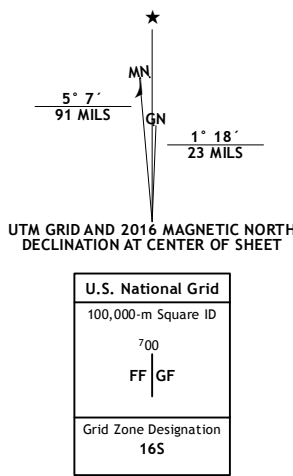 ★
MN
5° 7´
91 MILS
GN
1° 18´
23 MILS
UTM GRID AND 2016 MAGNETIC NORTH
DECLINATION AT CENTER OF SHEET
U.S. National Grid
100,000-m Square ID
⁷00
FF GF
Grid Zone Designation
16S